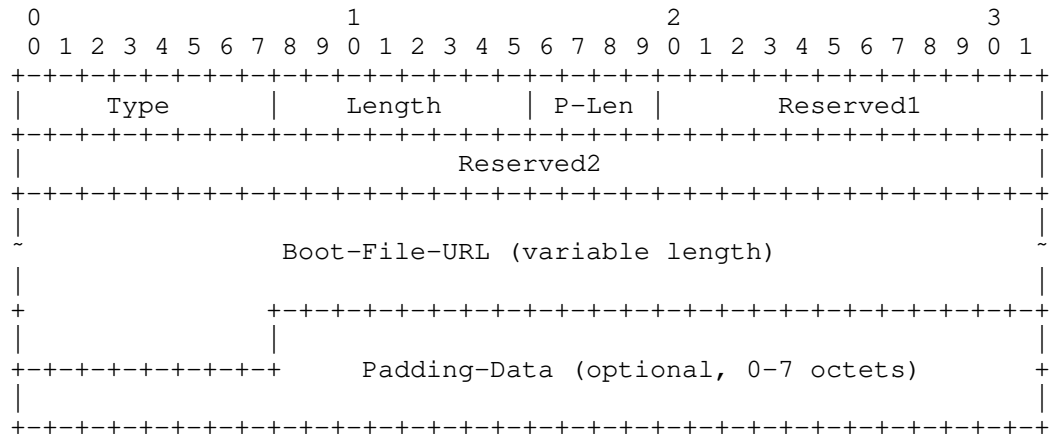 0                   1                   2                   3
 0 1 2 3 4 5 6 7 8 9 0 1 2 3 4 5 6 7 8 9 0 1 2 3 4 5 6 7 8 9 0 1
+-+-+-+-+-+-+-+-+-+-+-+-+-+-+-+-+-+-+-+-+-+-+-+-+-+-+-+-+-+-+-+-+
|     Type      |    Length     | P-Len |       Reserved1       |
+-+-+-+-+-+-+-+-+-+-+-+-+-+-+-+-+-+-+-+-+-+-+-+-+-+-+-+-+-+-+-+-+
|                           Reserved2                           |
+-+-+-+-+-+-+-+-+-+-+-+-+-+-+-+-+-+-+-+-+-+-+-+-+-+-+-+-+-+-+-+-+
|                                                               |
~                Boot-File-URL (variable length)                ~
|                                                               |
+               +-+-+-+-+-+-+-+-+-+-+-+-+-+-+-+-+-+-+-+-+-+-+-+-+
|               |                                               |
+-+-+-+-+-+-+-+-+     Padding-Data (optional, 0-7 octets)       +
|                                                               |
+-+-+-+-+-+-+-+-+-+-+-+-+-+-+-+-+-+-+-+-+-+-+-+-+-+-+-+-+-+-+-+-+